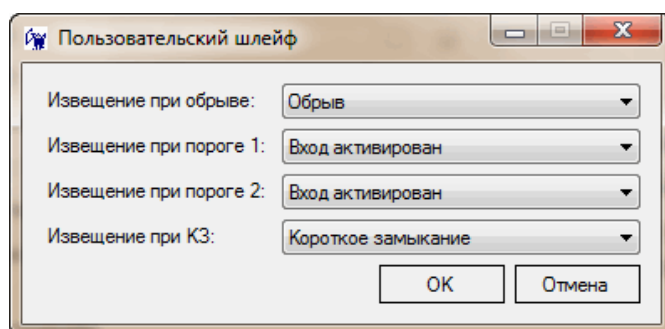 Пользовательский шлейф
Извещение при обрыве: Обрыв
Извещение при пороге 1: Вход активирован
Извещение при пороге 2: Вход активирован
Извещение при КЗ: Короткое замыкание
OK Отмена